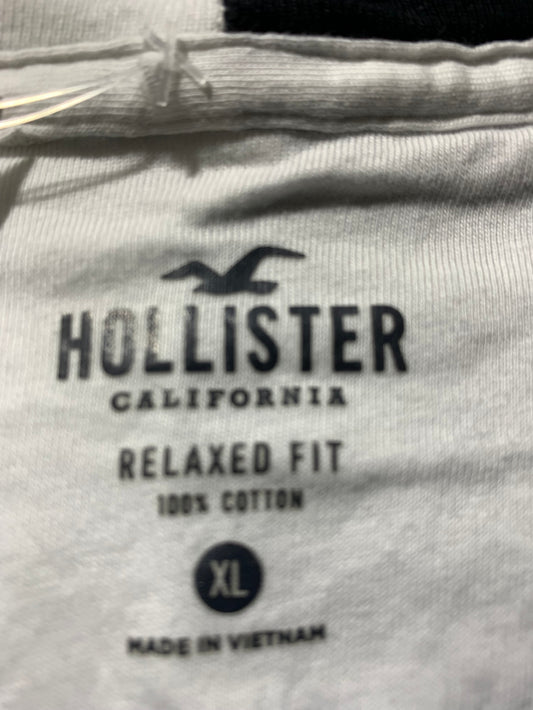 HOLLISTER
CALIFORNIA
RELAXED FIT
100% COTTON
XL
MADE IN VIETNAM